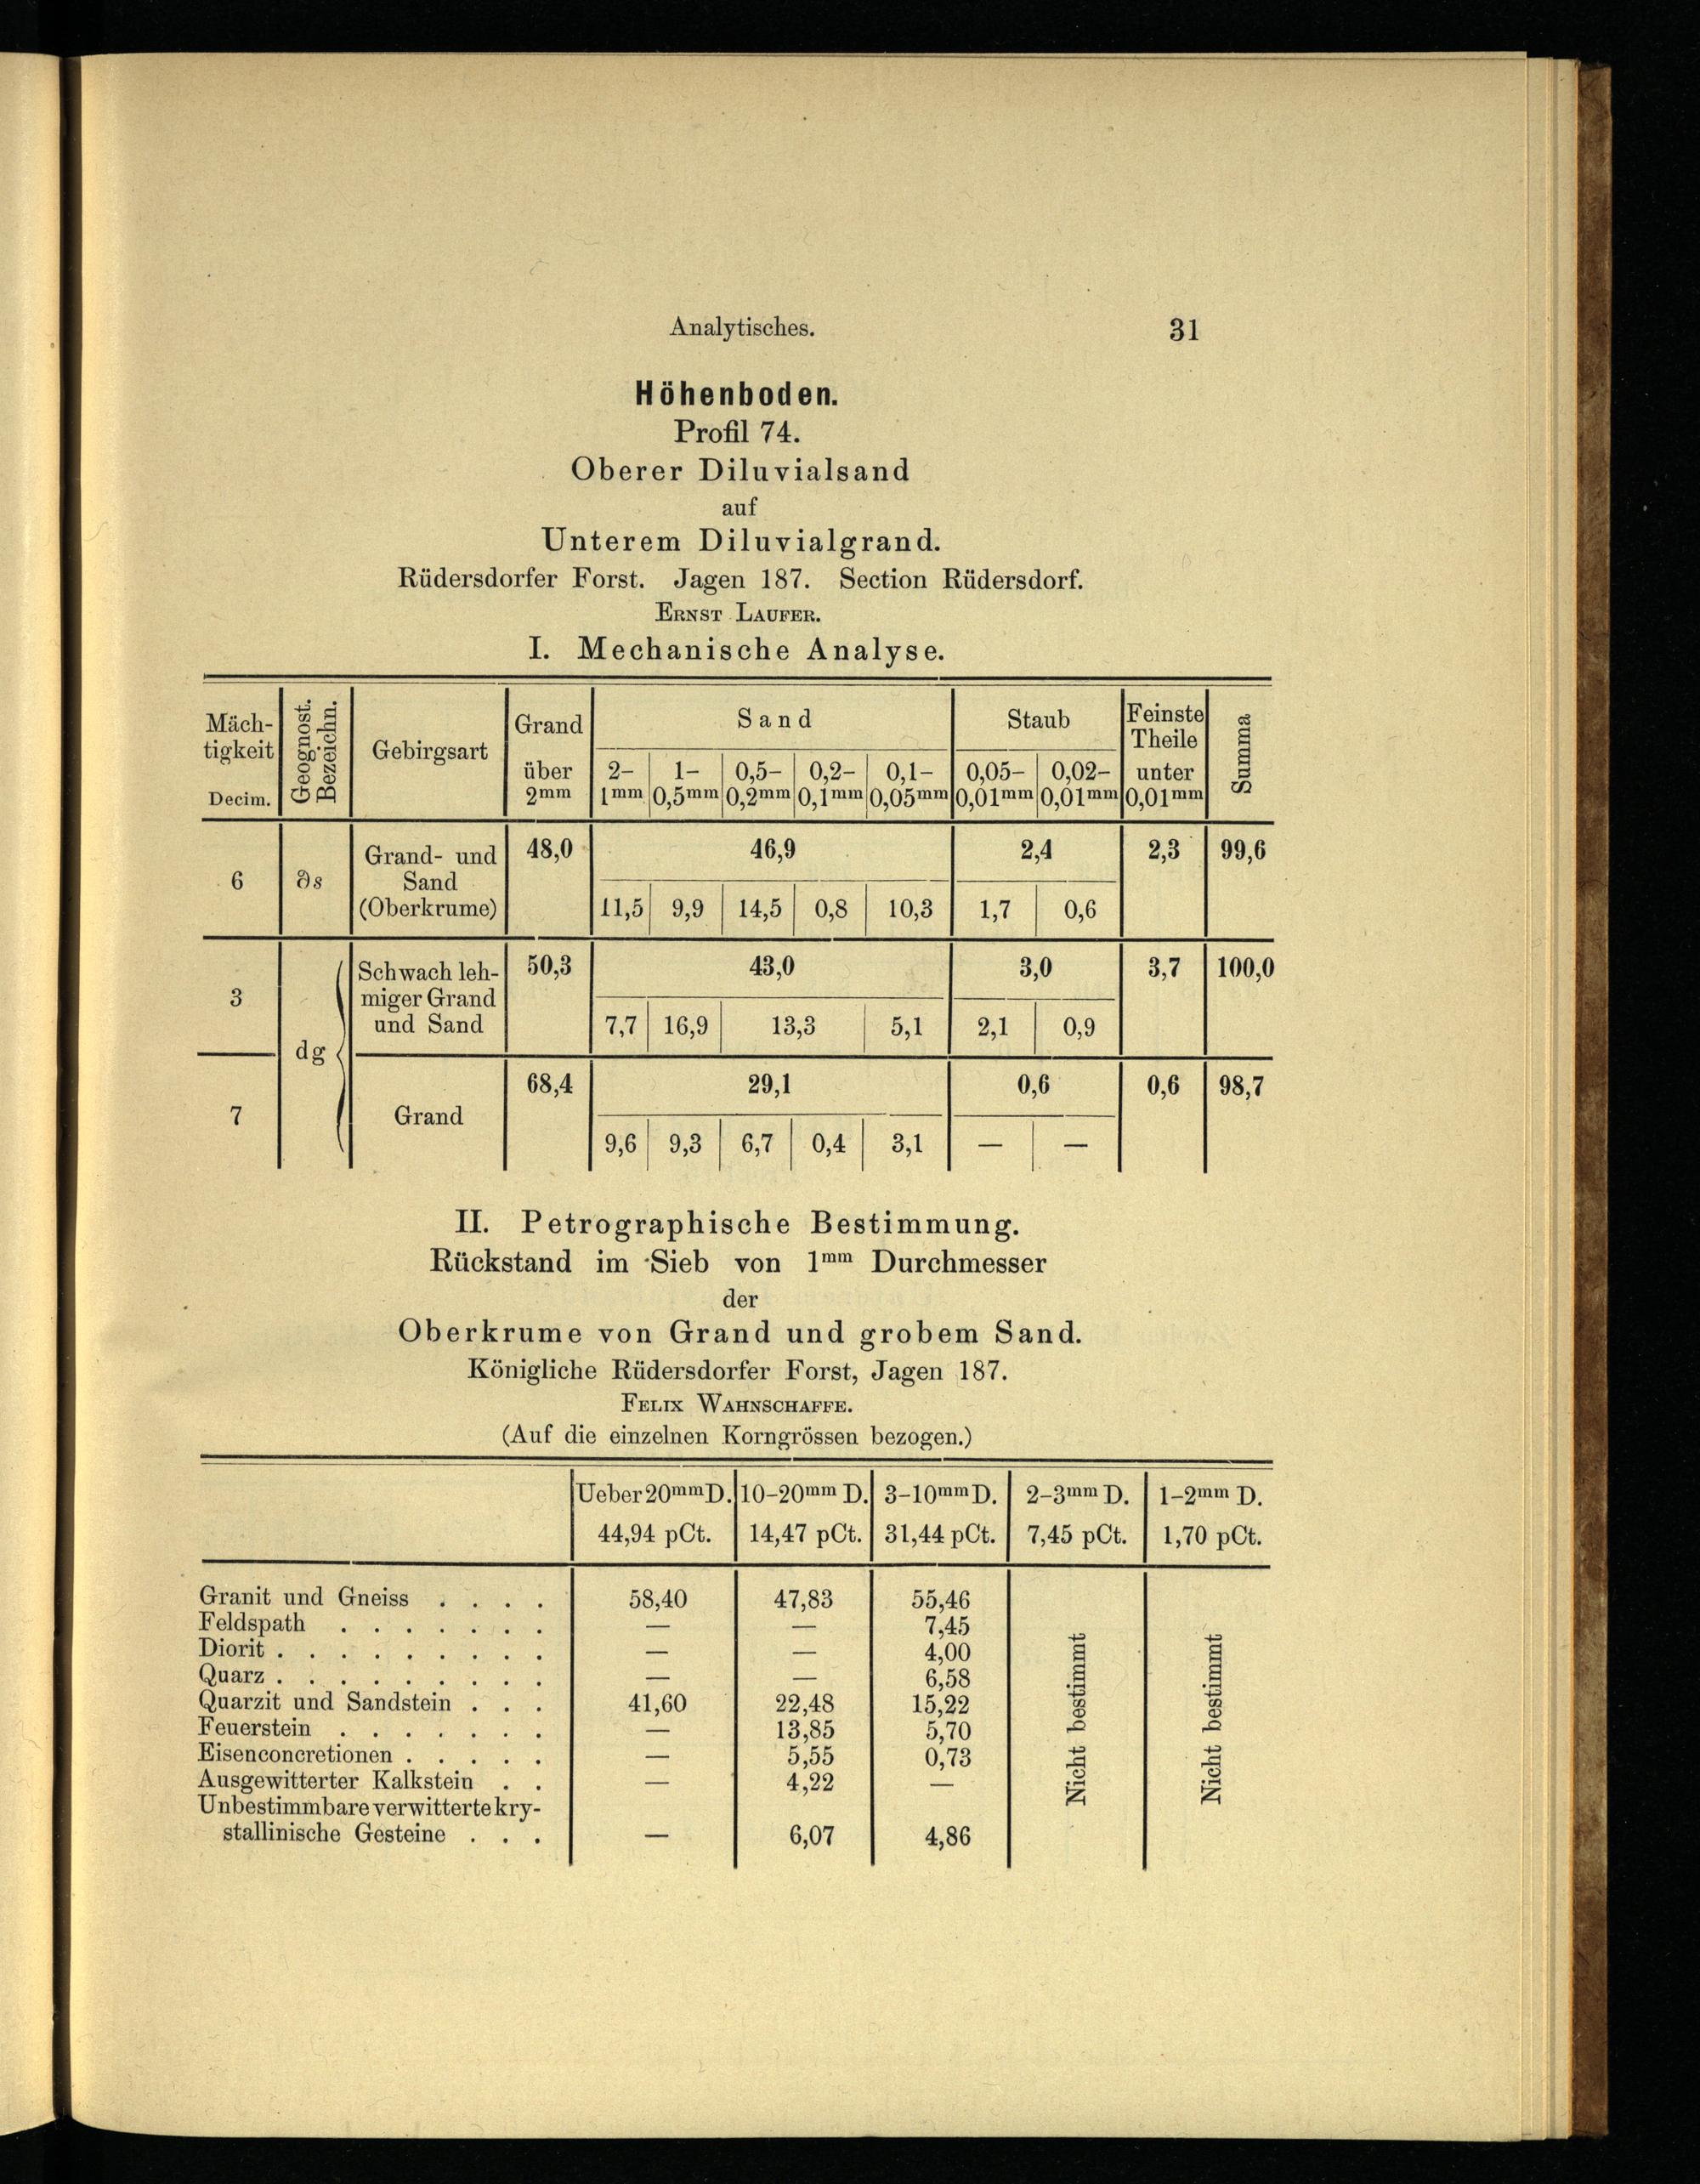 Analytisches. 31
Höhenboden.
Profil 74.
Oberer Diluvialsand
auf
Unterem Diluvialgrand.
Rüdersdorfer Forst. Jagen 187. Section Rüdersdorf.
ERNST LAUFER.
I. Mechanische Analyse.
Mäch-
tigkeit
Decim.
Geognost.
Bezeichn.
Gebirgsart
Grand
über
2mm
Sand
2-
1mm
1-
0,5mm
0,5-
0,2mm
0,2-
0,1mm
0,1-
0,05mm
Staub
0,05-
0,01mm
0,02-
0,01mm
Feinste
Theile
unter
0,01mm
Summa
6 ∂s
Grand- und
Sand
(Oberkrume)
48,0 46,9 2,4 2,3 99,6
11,5 9,9 14,5 0,8 10,3 1,7 0,6
3
dg
Schwach leh-
miger Grand
und Sand
50,3 43,0 3,0 3,7 100,0
7,7 16,9 13,3 5,1 2,1 0,9
7
Grand
68,4 29,1 0,6 0,6 98,7
9,6 9,3 6,7 0,4 3,1 — —
II. Petrographische Bestimmung.
Rückstand im Sieb von 1mm Durchmesser
der
Oberkrume von Grand und grobem Sand.
Königliche Rüdersdorfer Forst, Jagen 187.
FELIX WAHNSCHAFFE.
(Auf die einzelnen Korngrössen bezogen.)
Ueber 20mm D. 10-20mm D. 3-10mm D. 2-3mm D. 1-2mm D.
44,94 pCt. 14,47 pCt. 31,44 pCt. 7,45 pCt. 1,70 pCt.
Granit und Gneiss . . . . 58,40 47,83 55,46
Feldspath . . . . . . . — — 7,45
Diorit . . . . . . . . . — — 4,00
Quarz . . . . . . . . . — — 6,58
Quarzit und Sandstein . . . 41,60 22,48 15,22
Feuerstein . . . . . . . — 13,85 5,70
Eisenconcretionen . . . . . — 5,55 0,73
Ausgewitterter Kalkstein . . — 4,22 —
Unbestimmbare verwitterte kry-
stallinische Gesteine . . . — 6,07 4,86
Nicht bestimmt
Nicht bestimmt